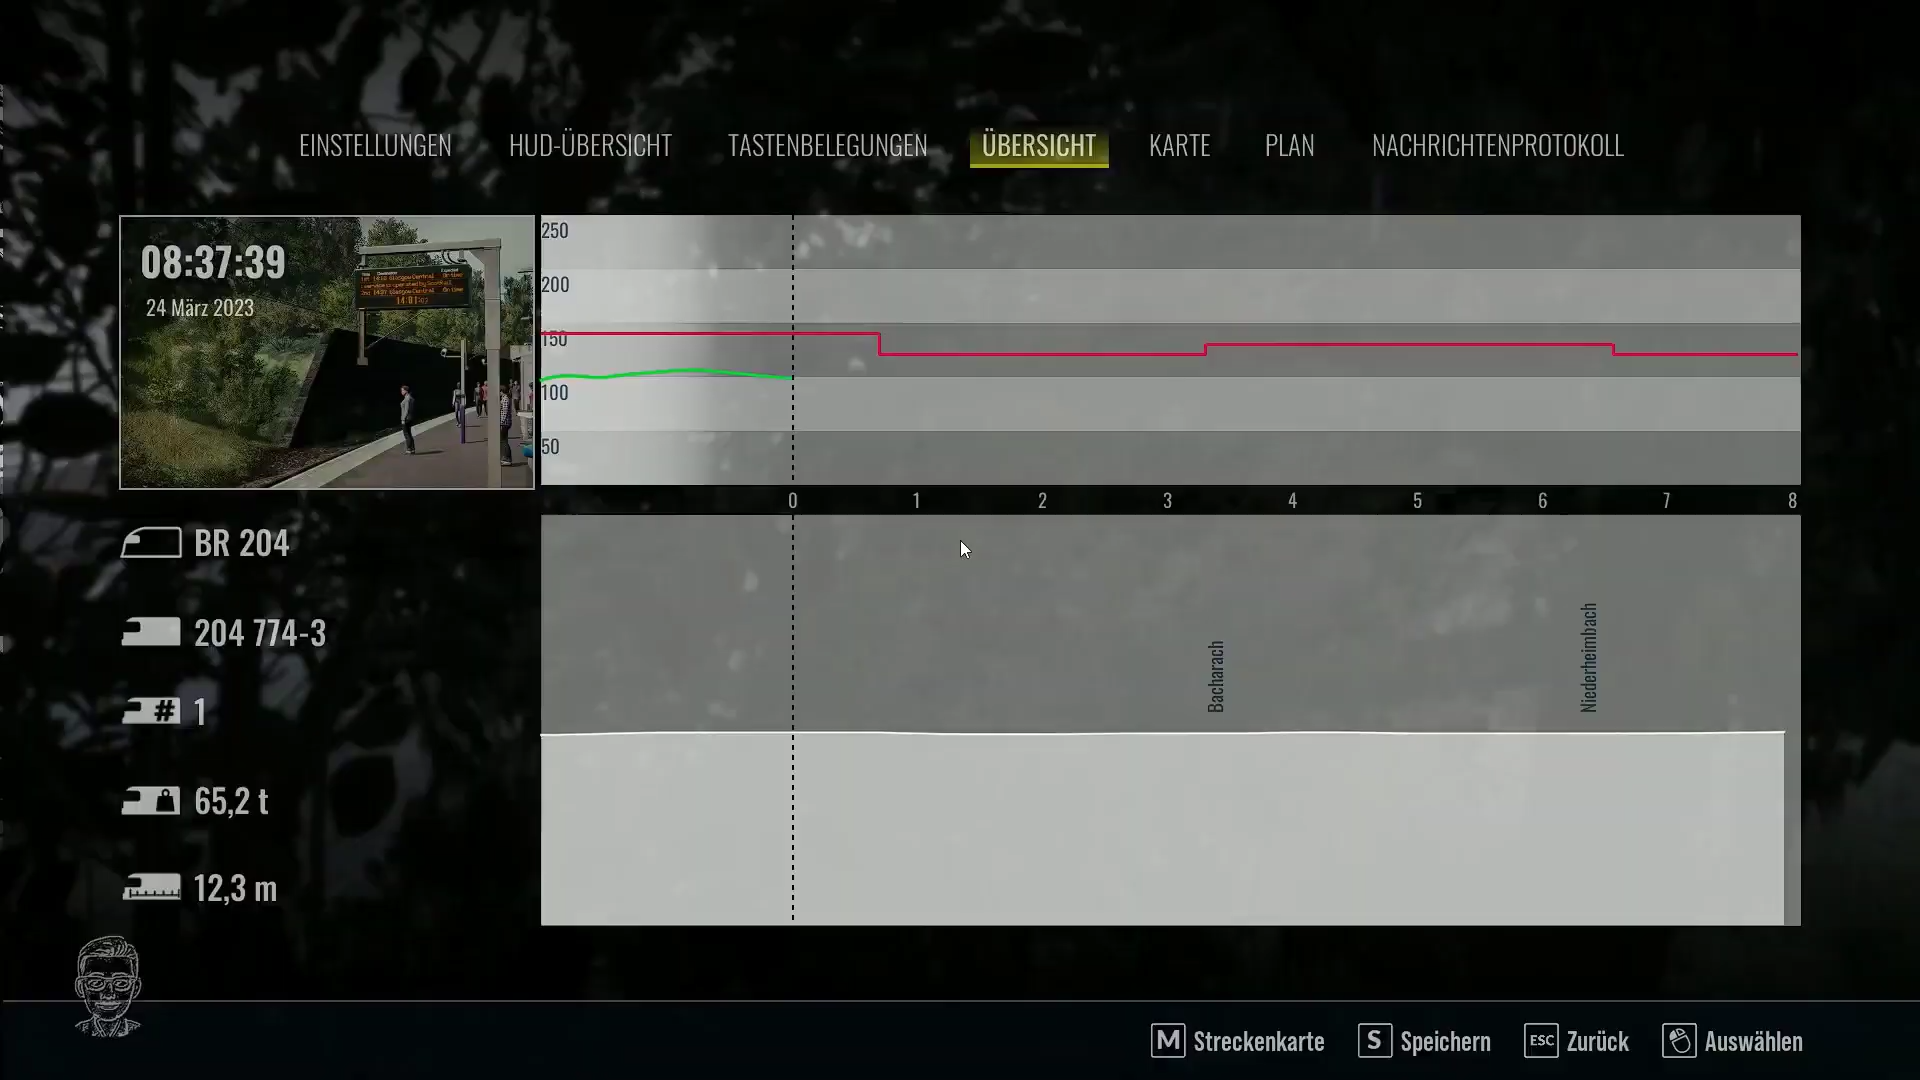 EINSTELLUNGEN HUD-ÜBERSICHT TASTENBELEGUNGEN ÜBERSICHT KARTE PLAN NACHRICHTENPROTOKOLL
08:37:39
24 März 2023
14:01
250
200
150
100
50
0 1 2 3 4 5 6 7 8
BR 204
204 774-3
# 1
65,2 t
12,3 m
Bacharach
Niederheimbach
M Streckenkarte S Speichern ESC Zurück Auswählen